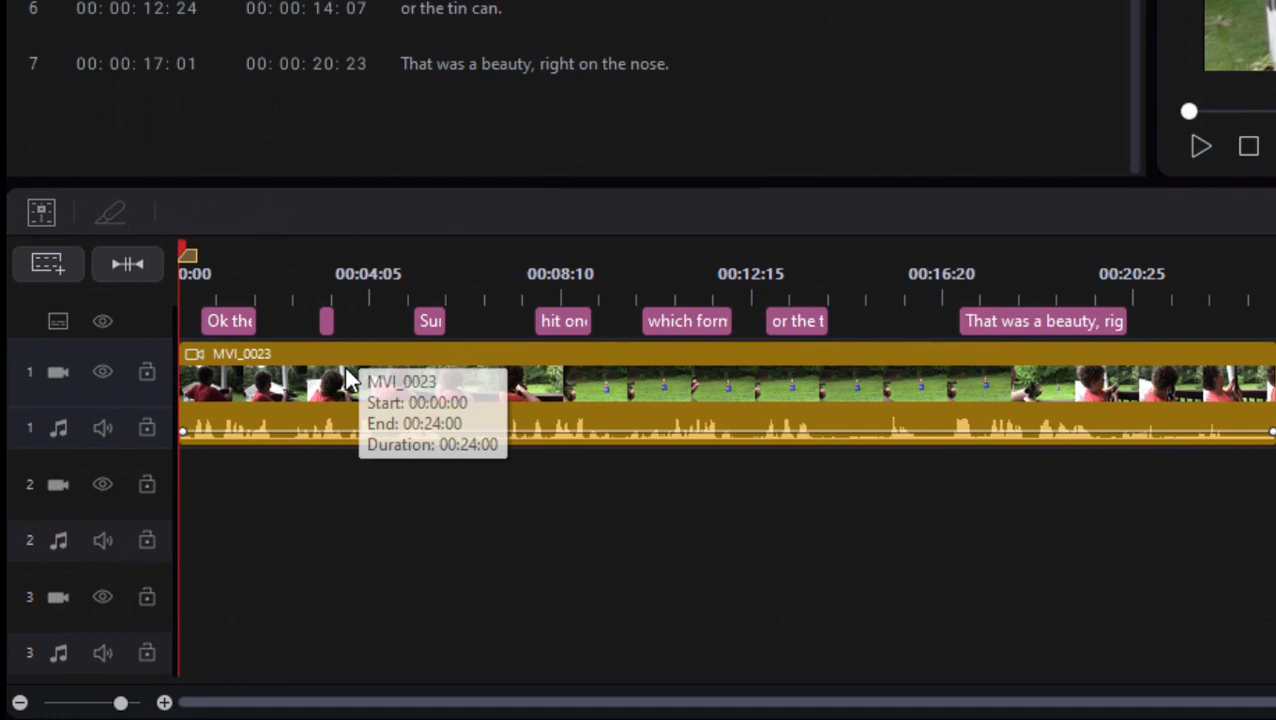 6 00: 00: 12: 24 00: 00: 14: 07 or the tin can.
7 00: 00: 17: 01 00: 00: 20: 23 That was a beauty, right on the nose.
0:00 00:04:05 00:08:10 00:12:15 00:16:20 00:20:25
Ok the Sur hit one which form or the t That was a beauty, rig
MVI_0023
1
MVI_0023
Start: 00:00:00
End: 00:24:00
Duration: 00:24:00
1
2
2
3
3